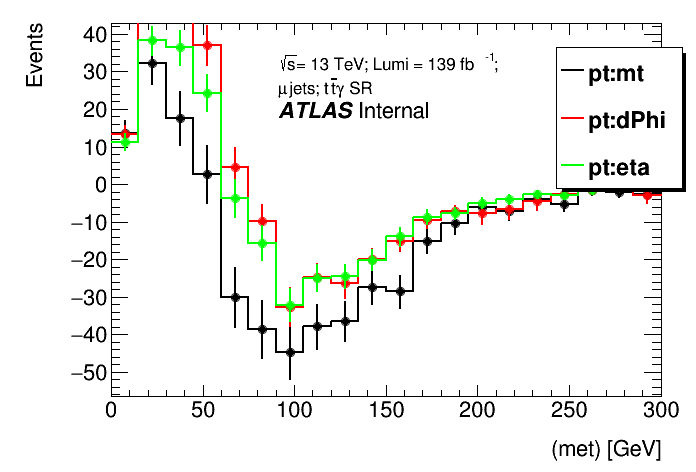 Events
40
30
20
10
0
−10
−20
−30
−40
−50
√s= 13 TeV; Lumi = 139 fb⁻¹;
μjets; tt̄γ SR
ATLAS Internal
pt:mt
pt:dPhi
pt:eta
0 50 100 150 200 250 300
(met) [GeV]